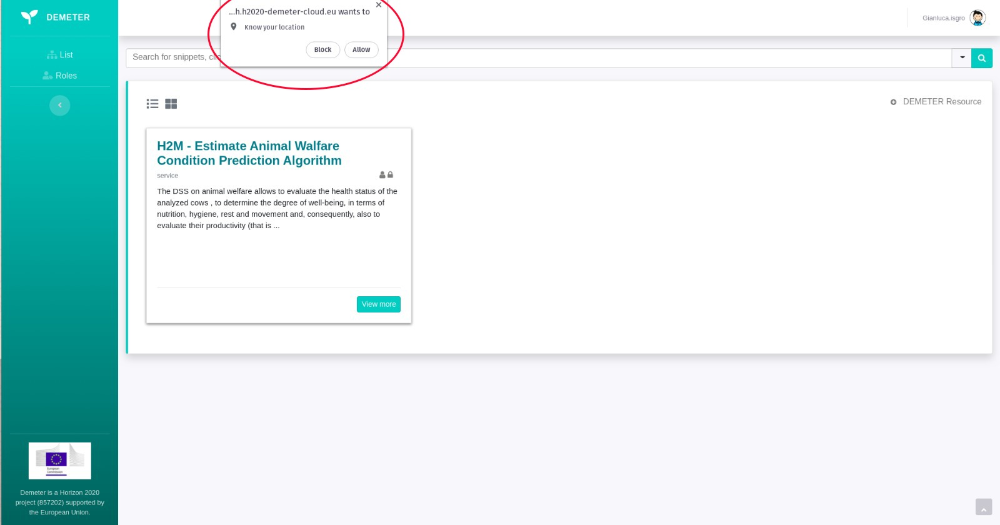 DEMETER
List
Roles
...h.h2020-demeter-cloud.eu wants to
Know your location
Block
Allow
Gianluca.isgro
Search for snippets, clic
DEMETER Resource
H2M - Estimate Animal Walfare
Condition Prediction Algorithm
service
The DSS on animal welfare allows to evaluate the health status of the
analyzed cows , to determine the degree of well-being, in terms of
nutrition, hygiene, rest and movement and, consequently, also to
evaluate their productivity (that is ...
View more
European
Commission
Demeter is a Horizon 2020
project (857202) supported by
the European Union.